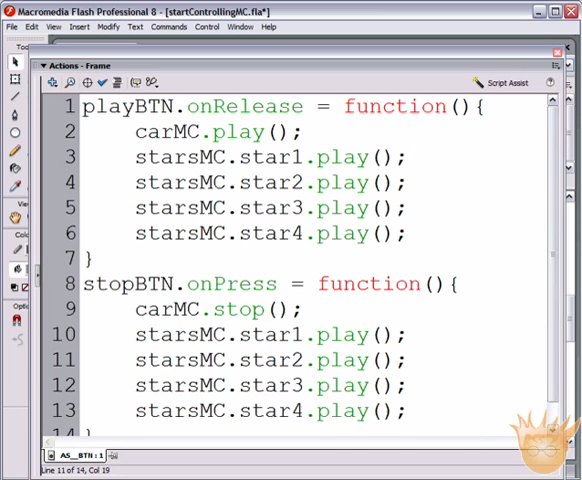 Macromedia Flash Professional 8 - [startControllingMC.fla*]
File Edit View Insert Modify Text Commands Control Window Help
Actions - Frame
Script Assist
1 playBTN.onRelease = function(){
2 carMC.play();
3 starsMC.star1.play();
4 starsMC.star2.play();
5 starsMC.star3.play();
6 starsMC.star4.play();
7 }
8 stopBTN.onPress = function(){
9 carMC.stop();
10 starsMC.star1.play();
11 starsMC.star2.play();
12 starsMC.star3.play();
13 starsMC.star4.play();
14 }
AS_BTN : 1
Line 11 of 14, Col 19